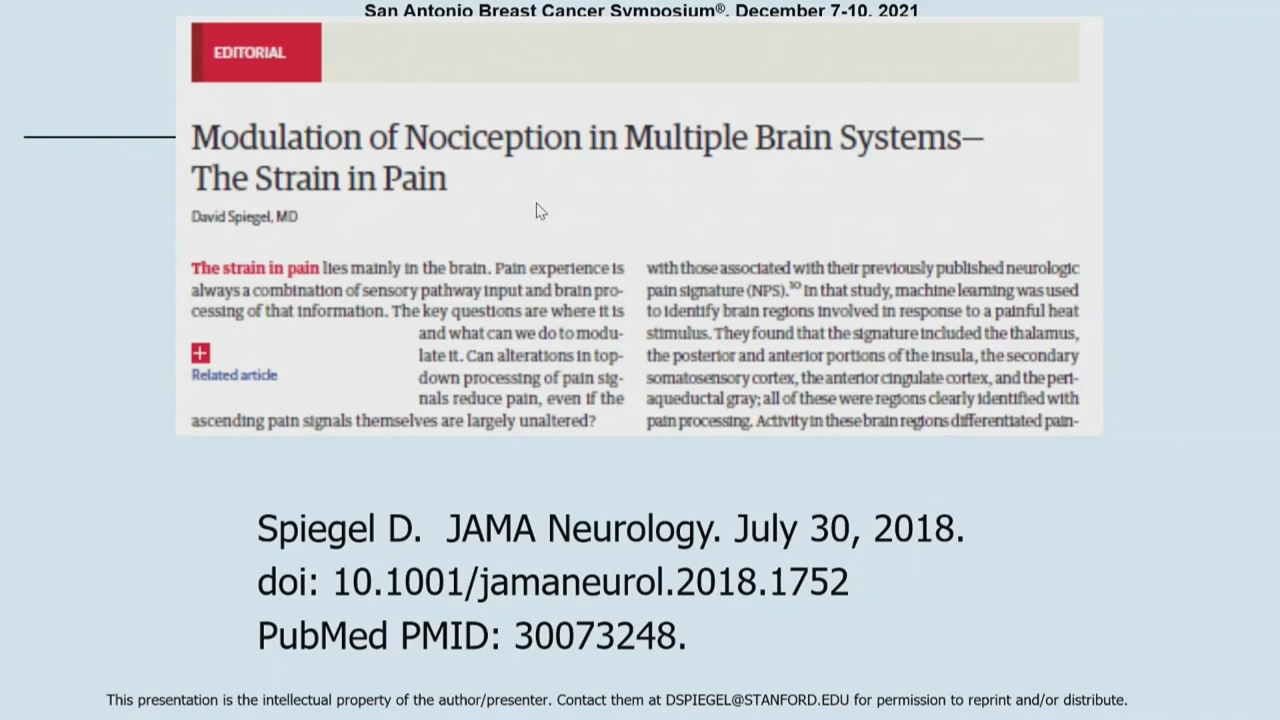 San Antonio Breast Cancer Symposium®, December 7-10, 2021
EDITORIAL
Modulation of Nociception in Multiple Brain Systems—
The Strain in Pain
David Spiegel, MD
The strain in pain lies mainly in the brain. Pain experience is
always a combination of sensory pathway input and brain pro-
cessing of that information. The key questions are where it is
and what can we do to modu-
late it. Can alterations in top-
down processing of pain sig-
nals reduce pain, even if the
ascending pain signals themselves are largely unaltered?
Related article
with those associated with their previously published neurologic
pain signature (NPS).¹⁰ In that study, machine learning was used
to identify brain regions involved in response to a painful heat
stimulus. They found that the signature included the thalamus,
the posterior and anterior portions of the insula, the secondary
somatosensory cortex, the anterior cingulate cortex, and the peri-
aqueductal gray; all of these were regions clearly identified with
pain processing. Activity in these brain regions differentiated pain-
Spiegel D. JAMA Neurology. July 30, 2018.
doi: 10.1001/jamaneurol.2018.1752
PubMed PMID: 30073248.
This presentation is the intellectual property of the author/presenter. Contact them at DSPIEGEL@STANFORD.EDU for permission to reprint and/or distribute.